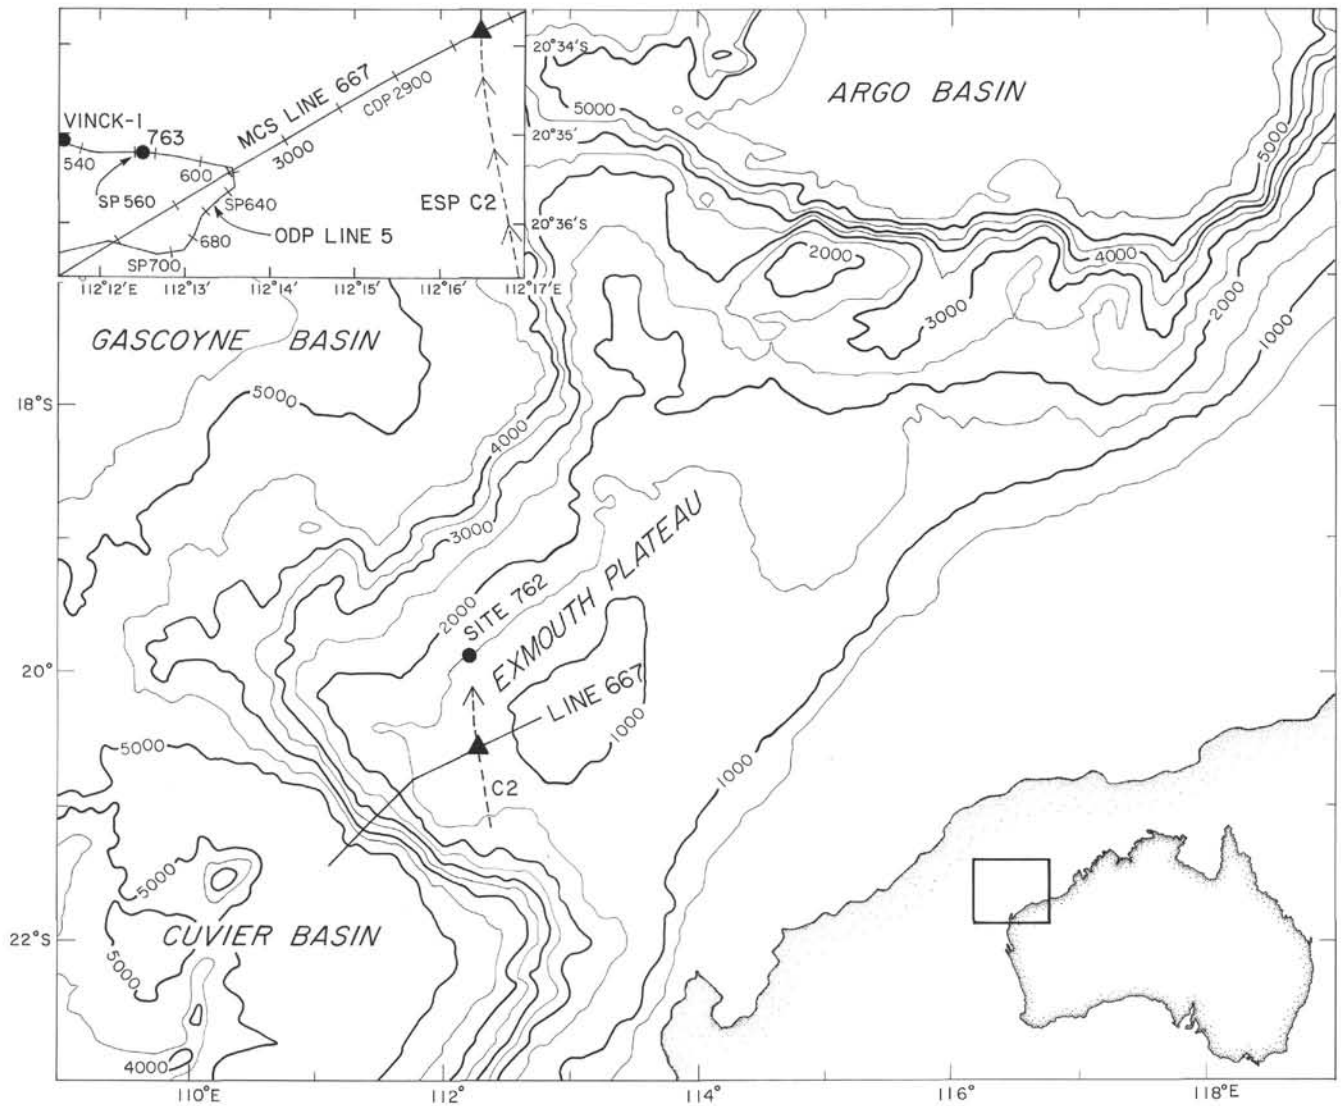 MCS LINE 667
CDP2900
3000
VINCK-1
763
540
SP 560
600
SP640
ODP LINE 5
680
SP700
ESP C2
20°34'S
20°35'
20°36'S
112°12'E
112°13'
112°14'
112°15'
112°16'
112°17'E
ARGO BASIN
5000
5000
2000
4000
3000
2000
1000
GASCOYNE BASIN
5000
4000
3000
18°S
2000
SITE 762
EXMOUTH PLATEAU
20°
LINE 667
1000
5000
C2
1000
5000
CUVIER BASIN
5000
22°S
4000
110°E
112°
114°
116°
118°E